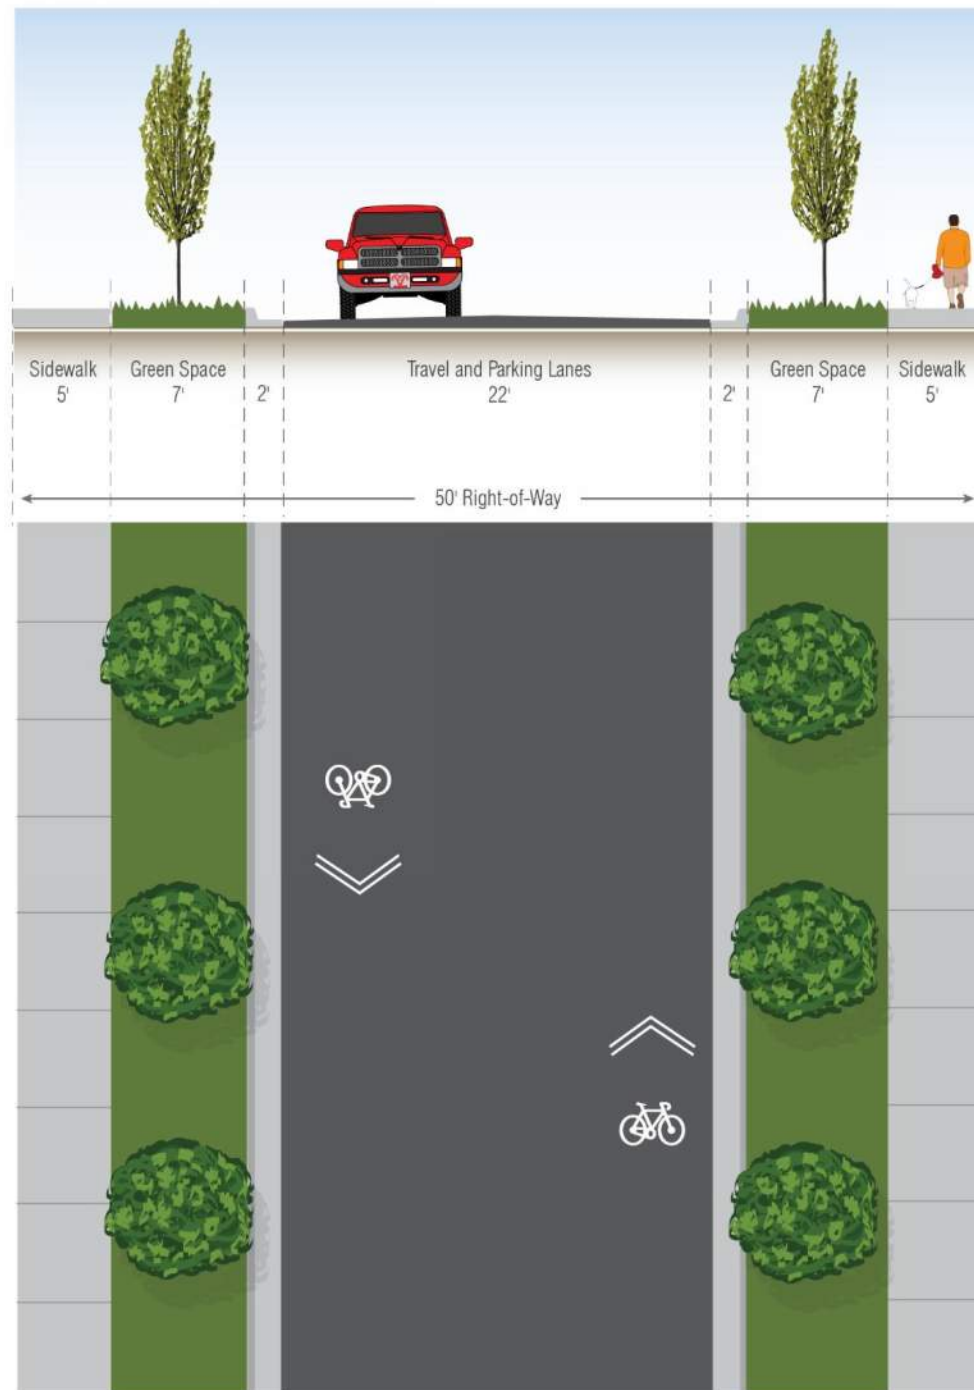 Sidewalk
5'
Green Space
7'
2'
Travel and Parking Lanes
22'
2'
Green Space
7'
Sidewalk
5'
50' Right-of-Way